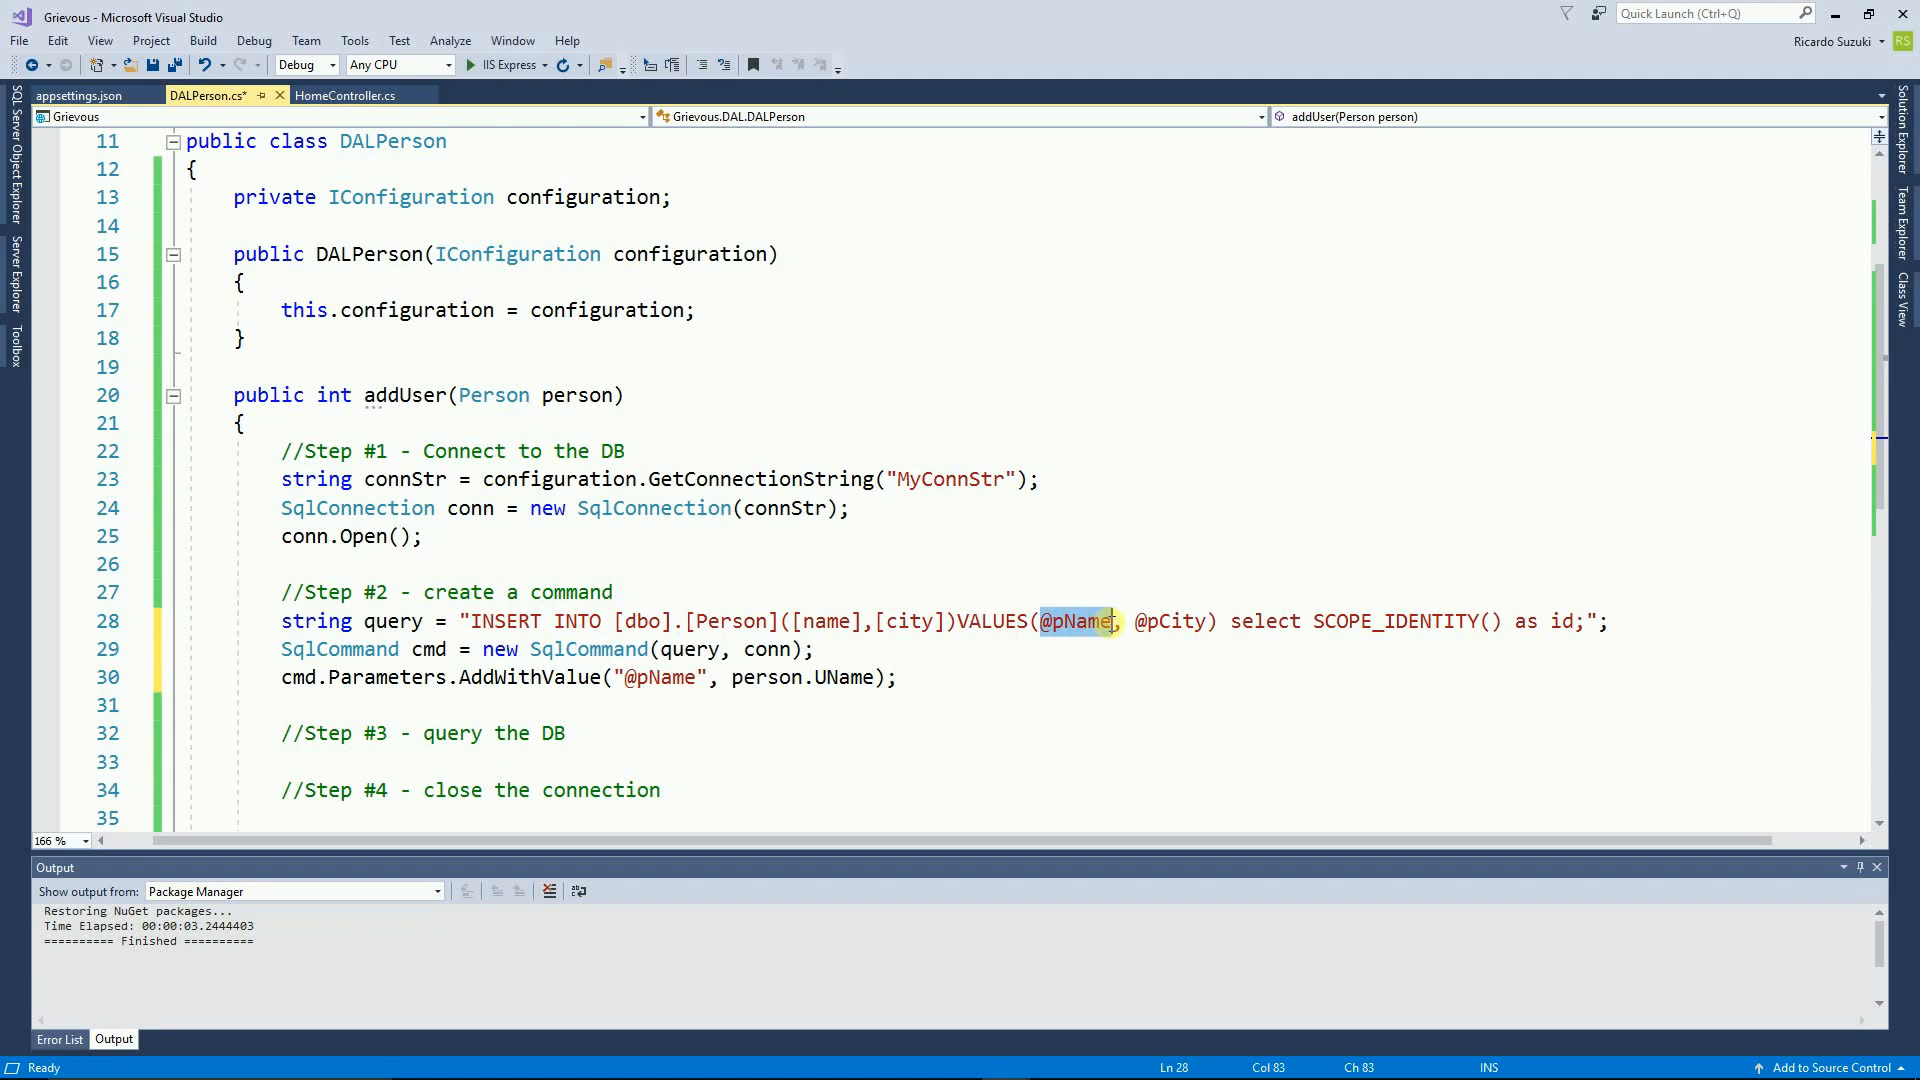 Grievous - Microsoft Visual Studio
Quick Launch (Ctrl+Q)
File Edit View Project Build Debug Team Tools Test Analyze Window Help
Ricardo Suzuki RS
Debug Any CPU IIS Express
appsettings.json DALPerson.cs* HomeController.cs
Grievous Grievous.DAL.DALPerson addUser(Person person)
SQL Server Object Explorer
Server Explorer
Toolbox
Solution Explorer
Team Explorer
Class View
11 public class DALPerson
12 {
13 private IConfiguration configuration;
14
15 public DALPerson(IConfiguration configuration)
16 {
17 this.configuration = configuration;
18 }
19
20 public int addUser(Person person)
21 {
22 //Step #1 - Connect to the DB
23 string connStr = configuration.GetConnectionString("MyConnStr");
24 SqlConnection conn = new SqlConnection(connStr);
25 conn.Open();
26
27 //Step #2 - create a command
28 string query = "INSERT INTO [dbo].[Person]([name],[city])VALUES(@pName, @pCity) select SCOPE_IDENTITY() as id;";
29 SqlCommand cmd = new SqlCommand(query, conn);
30 cmd.Parameters.AddWithValue("@pName", person.UName);
31
32 //Step #3 - query the DB
33
34 //Step #4 - close the connection
35
166 %
Output
Show output from: Package Manager
Restoring NuGet packages...
Time Elapsed: 00:00:03.2444403
========== Finished ==========
Error List Output
Ready Ln 28 Col 83 Ch 83 INS Add to Source Control